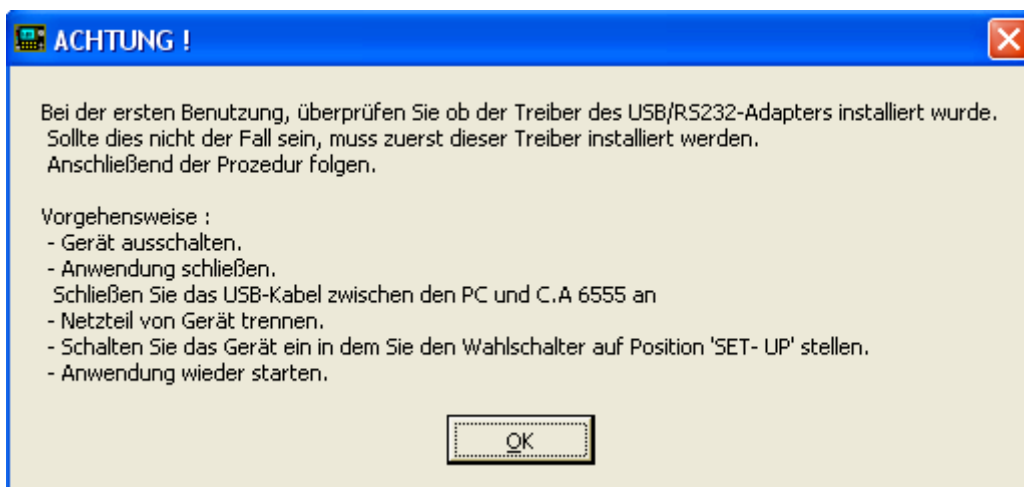 ACHTUNG !
Bei der ersten Benutzung, überprüfen Sie ob der Treiber des USB/RS232-Adapters installiert wurde.
Sollte dies nicht der Fall sein, muss zuerst dieser Treiber installiert werden.
Anschließend der Prozedur folgen.
Vorgehensweise :
- Gerät ausschalten.
- Anwendung schließen.
Schließen Sie das USB-Kabel zwischen den PC und C.A 6555 an
- Netzteil von Gerät trennen.
- Schalten Sie das Gerät ein in dem Sie den Wahlschalter auf Position 'SET- UP' stellen.
- Anwendung wieder starten.
OK